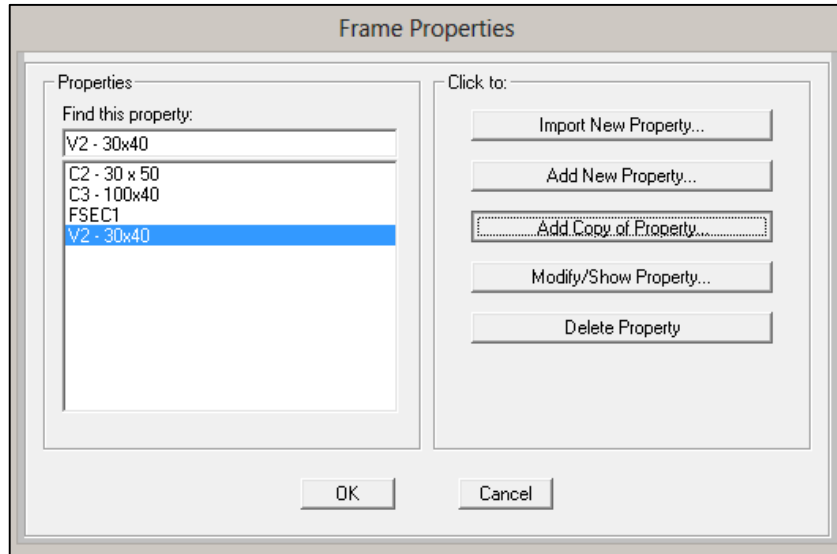 Frame Properties
Properties
Find this property:
V2 - 30x40
C2 - 30 x 50
C3 - 100x40
FSEC1
V2 - 30x40
Click to:
Import New Property...
Add New Property...
Add Copy of Property...
Modify/Show Property...
Delete Property
OK
Cancel